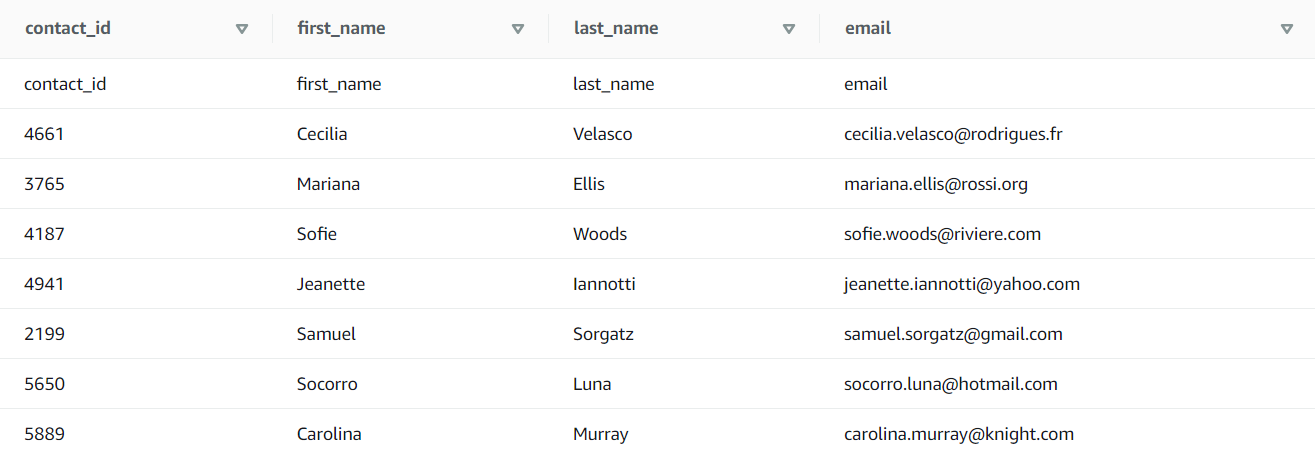 contact_id first_name last_name email
contact_id first_name last_name email
4661 Cecilia Velasco cecilia.velasco@rodrigues.fr
3765 Mariana Ellis mariana.ellis@rossi.org
4187 Sofie Woods sofie.woods@riviere.com
4941 Jeanette Iannotti jeanette.iannotti@yahoo.com
2199 Samuel Sorgatz samuel.sorgatz@gmail.com
5650 Socorro Luna socorro.luna@hotmail.com
5889 Carolina Murray carolina.murray@knight.com